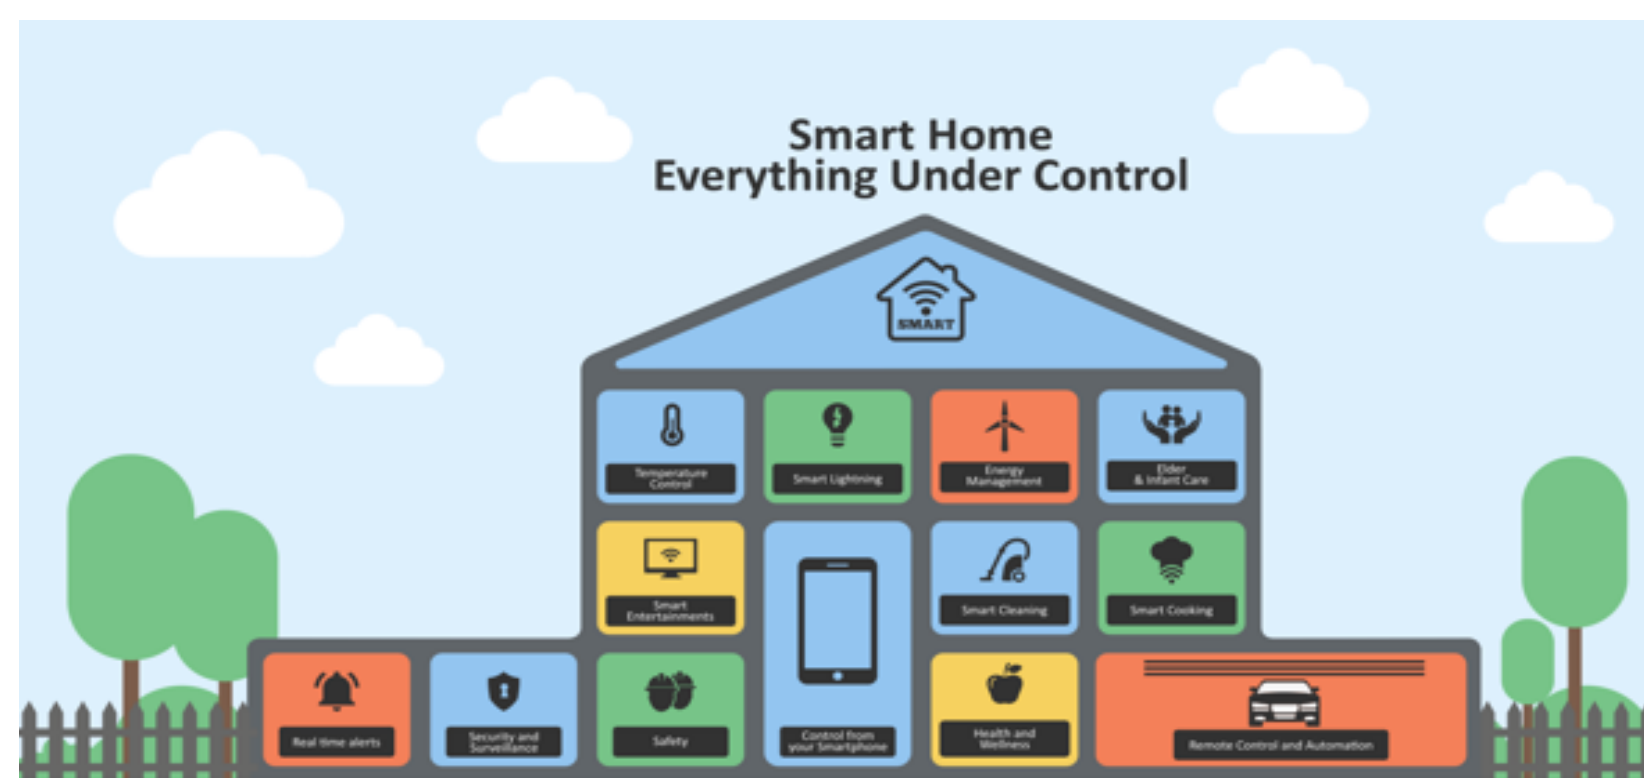 Smart Home
Everything Under Control
SMART
Temperature
Control
Smart Lightning
Energy
Management
Elder
& Infant Care
Smart
Entertainments
Smart Cleaning
Smart Cooking
Real time alerts
Security and
Surveillance
Safety
Control from
your Smartphone
Health and
Wellness
Remote Control and Automation